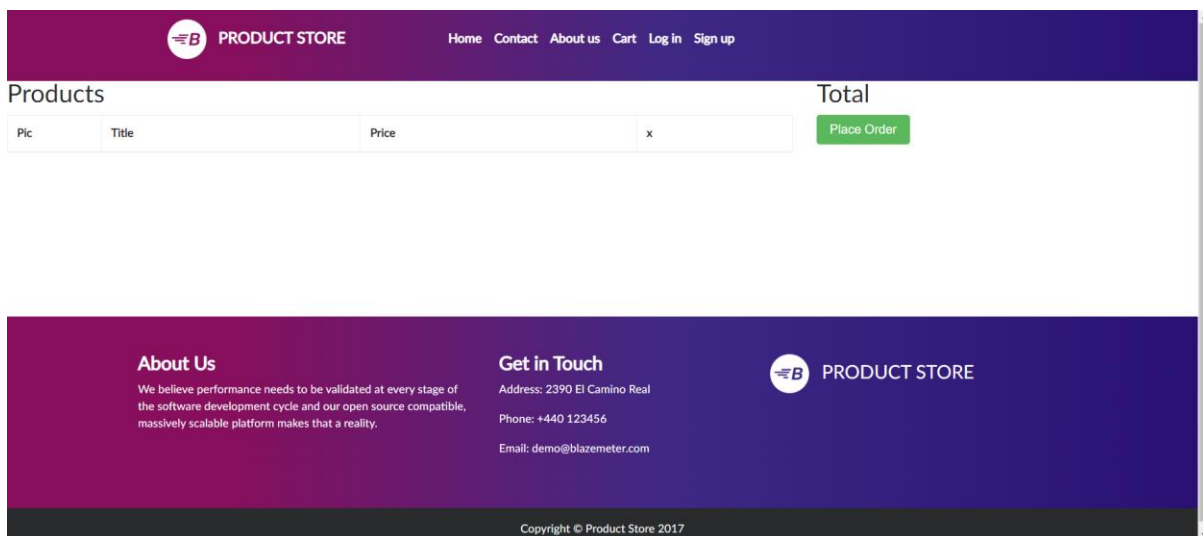 B PRODUCT STORE
Home Contact About us Cart Log in Sign up
Products
Total
Pic Title Price x
Place Order
About Us
We believe performance needs to be validated at every stage of
the software development cycle and our open source compatible,
massively scalable platform makes that a reality.
Get in Touch
Address: 2390 El Camino Real
Phone: +440 123456
Email: demo@blazemeter.com
B PRODUCT STORE
Copyright © Product Store 2017